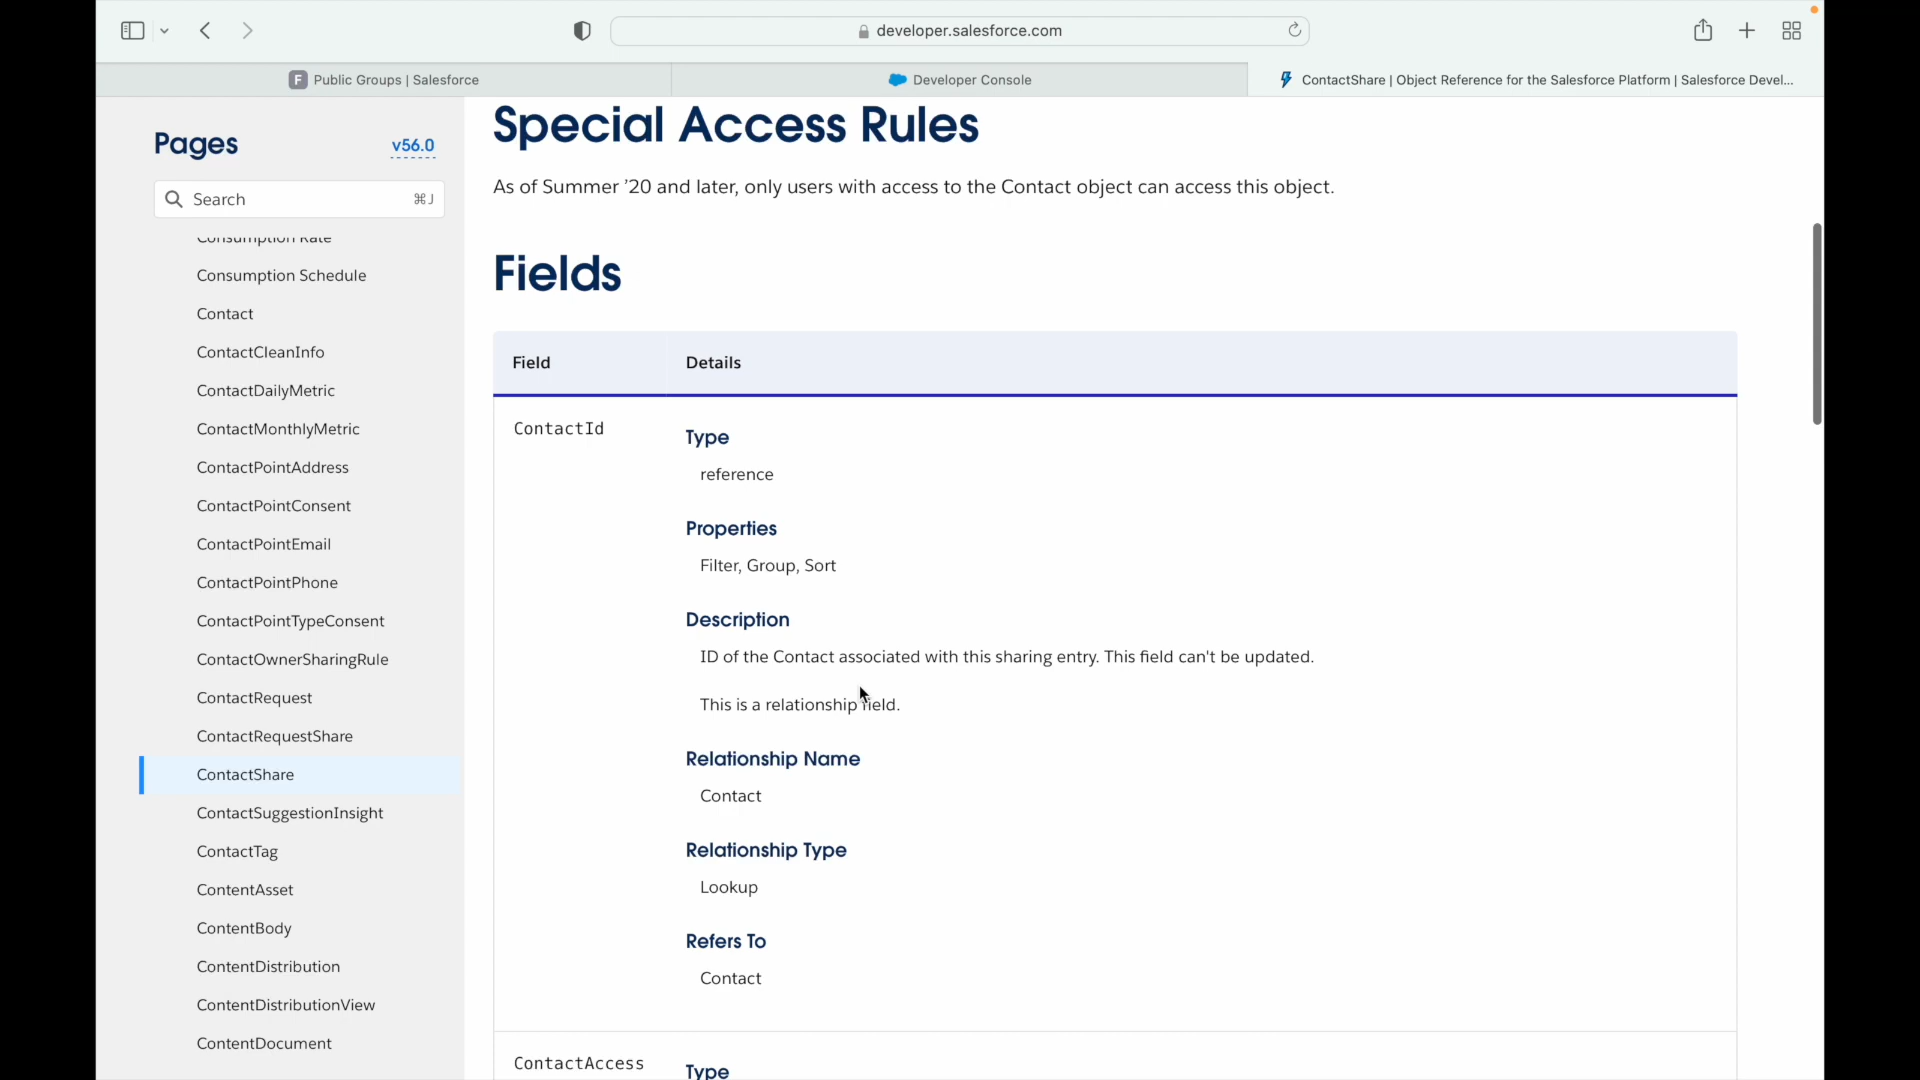 developer.salesforce.com
F Public Groups | Salesforce
Developer Console
ContactShare | Object Reference for the Salesforce Platform | Salesforce Devel...
Pages
v56.0
Search
⌘J
Consumption Rate
Consumption Schedule
Contact
ContactCleanInfo
ContactDailyMetric
ContactMonthlyMetric
ContactPointAddress
ContactPointConsent
ContactPointEmail
ContactPointPhone
ContactPointTypeConsent
ContactOwnerSharingRule
ContactRequest
ContactRequestShare
ContactShare
ContactSuggestionInsight
ContactTag
ContentAsset
ContentBody
ContentDistribution
ContentDistributionView
ContentDocument
Special Access Rules
As of Summer ’20 and later, only users with access to the Contact object can access this object.
Fields
Field
Details
ContactId
Type
reference
Properties
Filter, Group, Sort
Description
ID of the Contact associated with this sharing entry. This field can't be updated.
This is a relationship field.
Relationship Name
Contact
Relationship Type
Lookup
Refers To
Contact
ContactAccess
Type